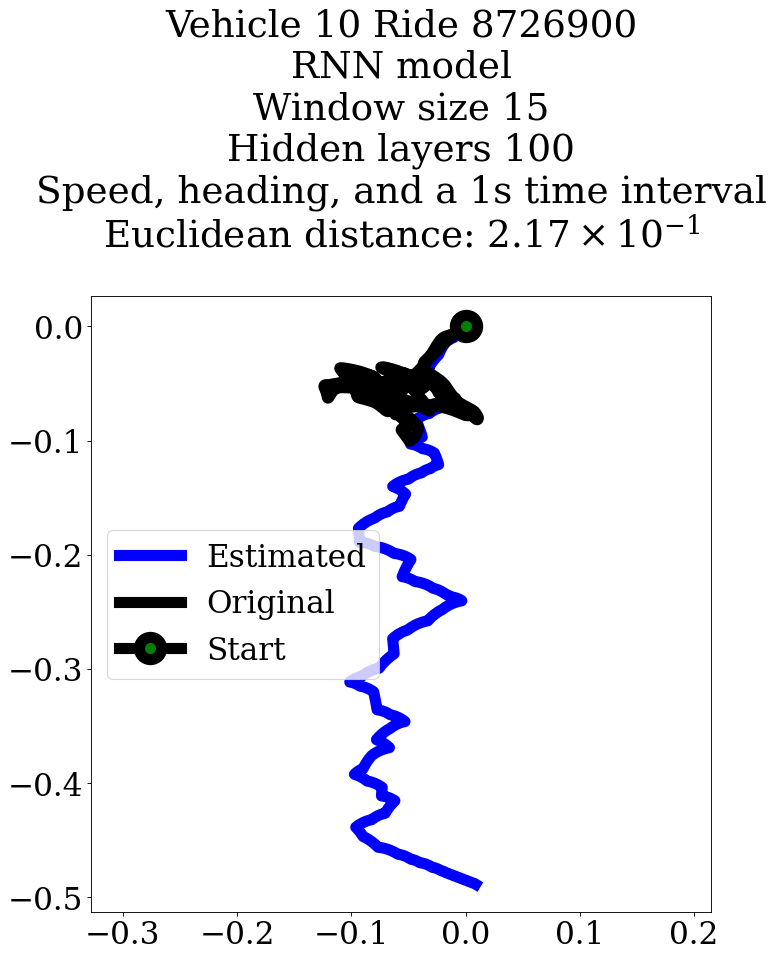 Vehicle 10 Ride 8726900
RNN model
Window size 15
Hidden layers 100
Speed, heading, and a 1s time interval
Euclidean distance: 2.17 × 10⁻¹
0.0
−0.1
−0.2
−0.3
−0.4
−0.5
Estimated
Original
Start
−0.3 −0.2 −0.1 0.0 0.1 0.2